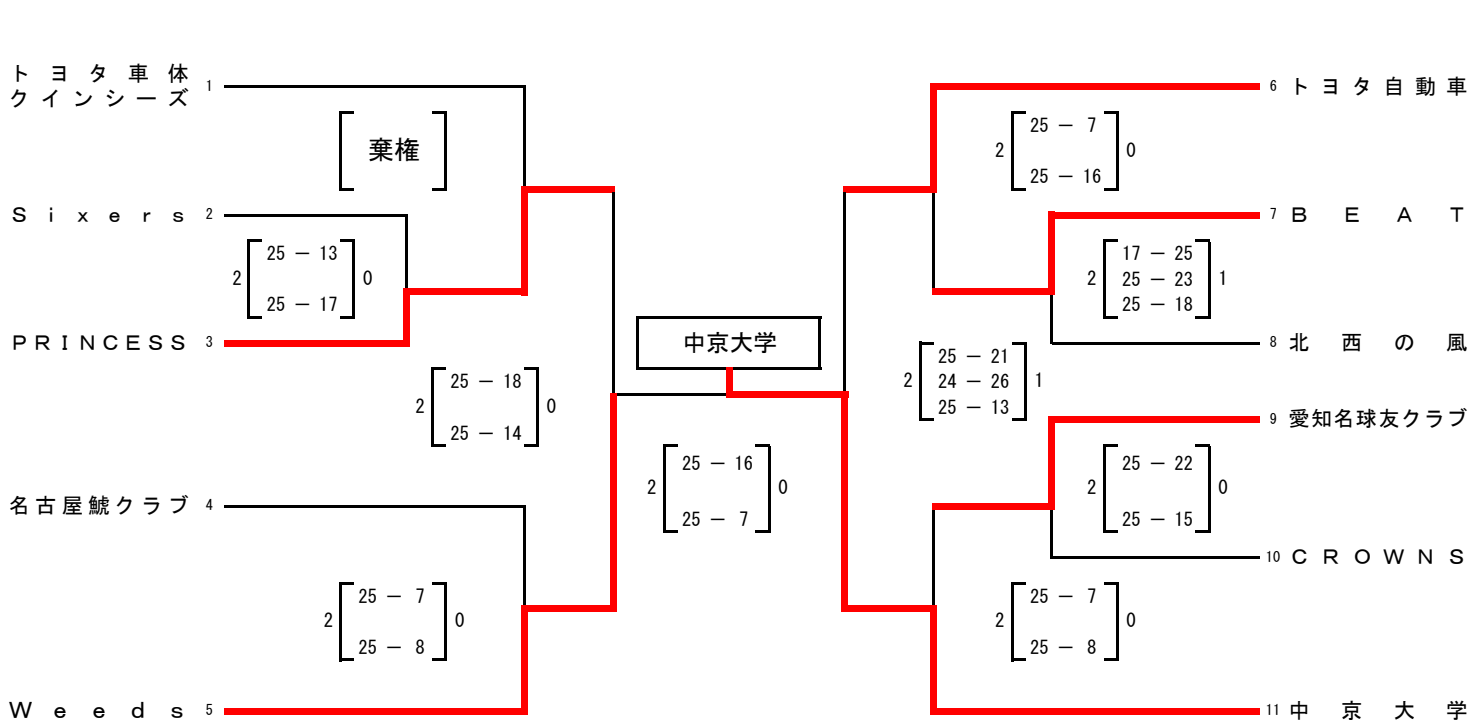 トヨタ車体
クインシーズ 1
棄権
Sixers 2
2 25 － 13 0
25 － 17
PRINCESS 3
2 25 － 18 0
25 － 14
名古屋鯱クラブ 4
2 25 － 7 0
25 － 8
Weeds 5
中京大学
2 25 － 16 0
25 － 7
6 トヨタ自動車
2 25 － 7 0
25 － 16
7 BEAT
2 17 － 25 1
25 － 23
25 － 18
8 北西の風
2 25 － 21 1
24 － 26
25 － 13
9 愛知名球友クラブ
2 25 － 22 0
25 － 15
10 CROWNS
2 25 － 7 0
25 － 8
11 中京大学